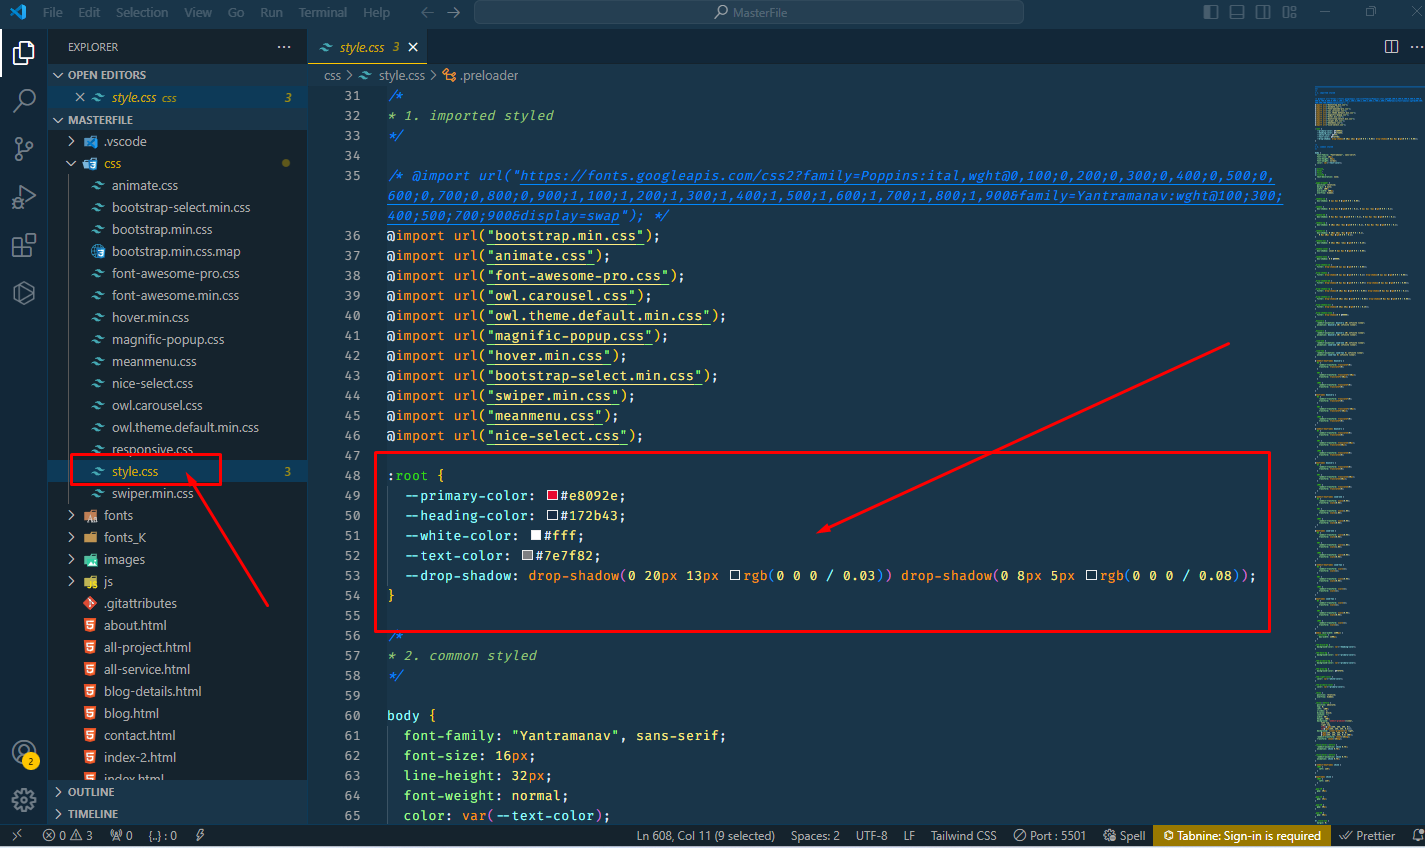 File Edit Selection View Go Run Terminal Help
MasterFile
EXPLORER
OPEN EDITORS
style.css css 3
MASTERFILE
.vscode
css
animate.css
bootstrap-select.min.css
bootstrap.min.css
bootstrap.min.css.map
font-awesome-pro.css
font-awesome.min.css
hover.min.css
magnific-popup.css
meanmenu.css
nice-select.css
owl.carousel.css
owl.theme.default.min.css
responsive.css
style.css 3
swiper.min.css
fonts
fonts_K
images
js
.gitattributes
about.html
all-project.html
all-service.html
blog-details.html
blog.html
contact.html
index-2.html
index.html
OUTLINE
TIMELINE
2
style.css 3
css > style.css > .preloader
31 /*
32 * 1. imported styled
33 */
34
35 /* @import url("https://fonts.googleapis.com/css2?family=Poppins:ital,wght@0,100;0,200;0,300;0,400;0,500;0,
600;0,700;0,800;0,900;1,100;1,200;1,300;1,400;1,500;1,600;1,700;1,800;1,900&family=Yantramanav:wght@100;300;
400;500;700;900&display=swap"); */
36 @import url("bootstrap.min.css");
37 @import url("animate.css");
38 @import url("font-awesome-pro.css");
39 @import url("owl.carousel.css");
40 @import url("owl.theme.default.min.css");
41 @import url("magnific-popup.css");
42 @import url("hover.min.css");
43 @import url("bootstrap-select.min.css");
44 @import url("swiper.min.css");
45 @import url("meanmenu.css");
46 @import url("nice-select.css");
47
48 :root {
49 --primary-color: #e8092e;
50 --heading-color: #172b43;
51 --white-color: #fff;
52 --text-color: #7e7f82;
53 --drop-shadow: drop-shadow(0 20px 13px rgb(0 0 0 / 0.03)) drop-shadow(0 8px 5px rgb(0 0 0 / 0.08));
54 }
55
56 /*
57 * 2. common styled
58 */
59
60 body {
61 font-family: "Yantramanav", sans-serif;
62 font-size: 16px;
63 line-height: 32px;
64 font-weight: normal;
65 color: var(--text-color);
0 3 0 {..} : 0 Ln 608, Col 11 (9 selected) Spaces: 2 UTF-8 LF Tailwind CSS Port : 5501 Spell Tabnine: Sign-in is required Prettier